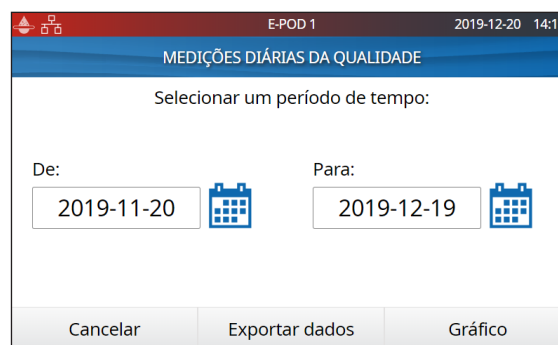 E-POD 1 2019-12-20
MEDIÇÕES DIÁRIAS DA QUALIDADE
Selecionar um período de tempo:
De: Para:
2019-11-20 2019-12-19
Cancelar Exportar dados Gráfico